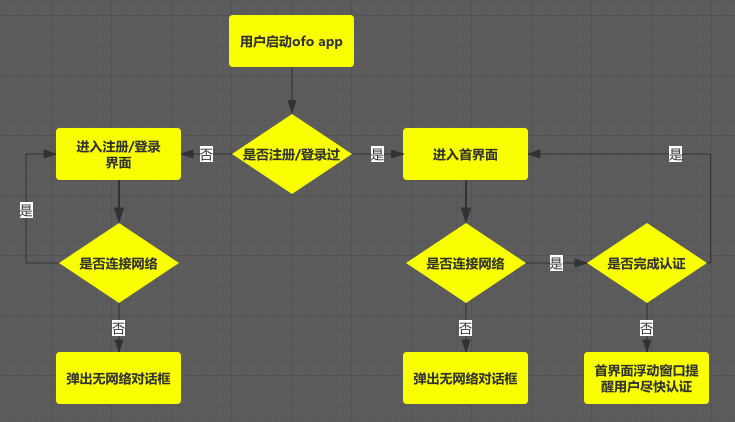 用户启动ofo app
进入注册/登录
界面
否
是否注册/登录过
是
进入首界面
是
是
是否连接网络
是否连接网络
是
是否完成认证
否
否
否
弹出无网络对话框
弹出无网络对话框
首界面浮动窗口提
醒用户尽快认证